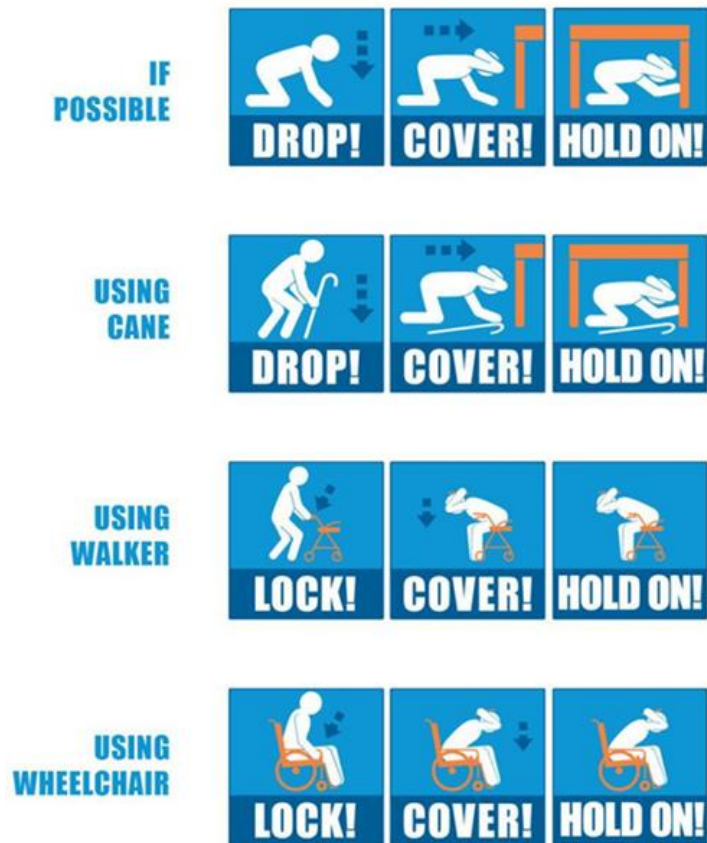 IF
POSSIBLE
DROP!
COVER!
HOLD ON!
USING
CANE
DROP!
COVER!
HOLD ON!
USING
WALKER
LOCK!
COVER!
HOLD ON!
USING
WHEELCHAIR
LOCK!
COVER!
HOLD ON!